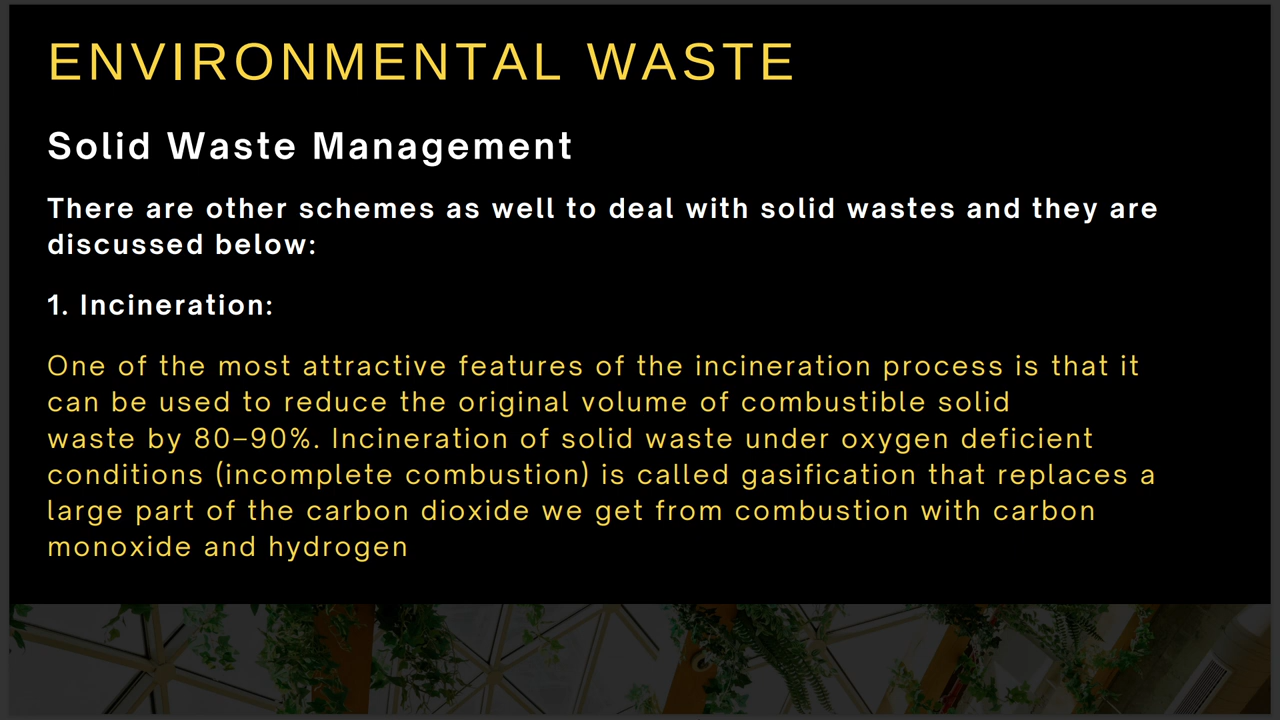 ENVIRONMENTAL WASTE
Solid Waste Management
There are other schemes as well to deal with solid wastes and they are
discussed below:
1. Incineration:
One of the most attractive features of the incineration process is that it
can be used to reduce the original volume of combustible solid
waste by 80–90%. Incineration of solid waste under oxygen deficient
conditions (incomplete combustion) is called gasification that replaces a
large part of the carbon dioxide we get from combustion with carbon
monoxide and hydrogen